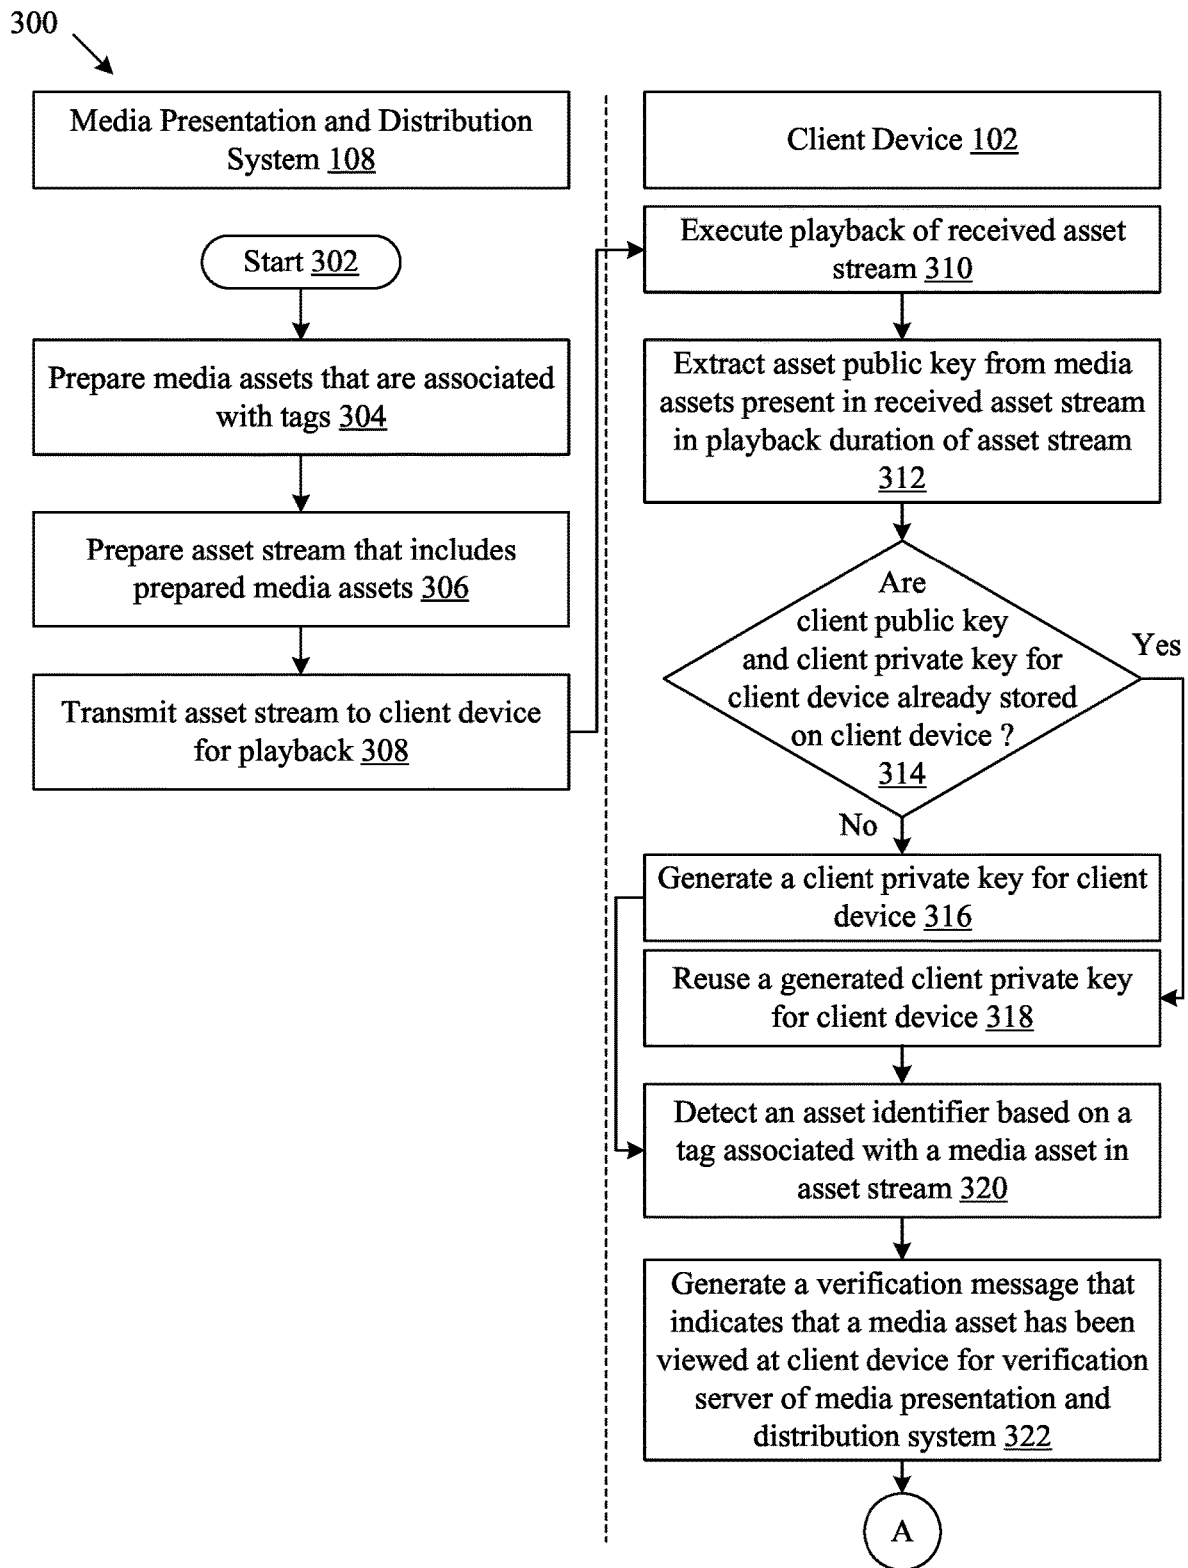 300
Media Presentation and Distribution
System 108
Start 302
Prepare media assets that are associated
with tags 304
Prepare asset stream that includes
prepared media assets 306
Transmit asset stream to client device
for playback 308
Client Device 102
Execute playback of received asset
stream 310
Extract asset public key from media
assets present in received asset stream
in playback duration of asset stream
312
Are
client public key
and client private key for
client device already stored
on client device ?
314
Yes
No
Generate a client private key for client
device 316
Reuse a generated client private key
for client device 318
Detect an asset identifier based on a
tag associated with a media asset in
asset stream 320
Generate a verification message that
indicates that a media asset has been
viewed at client device for verification
server of media presentation and
distribution system 322
A